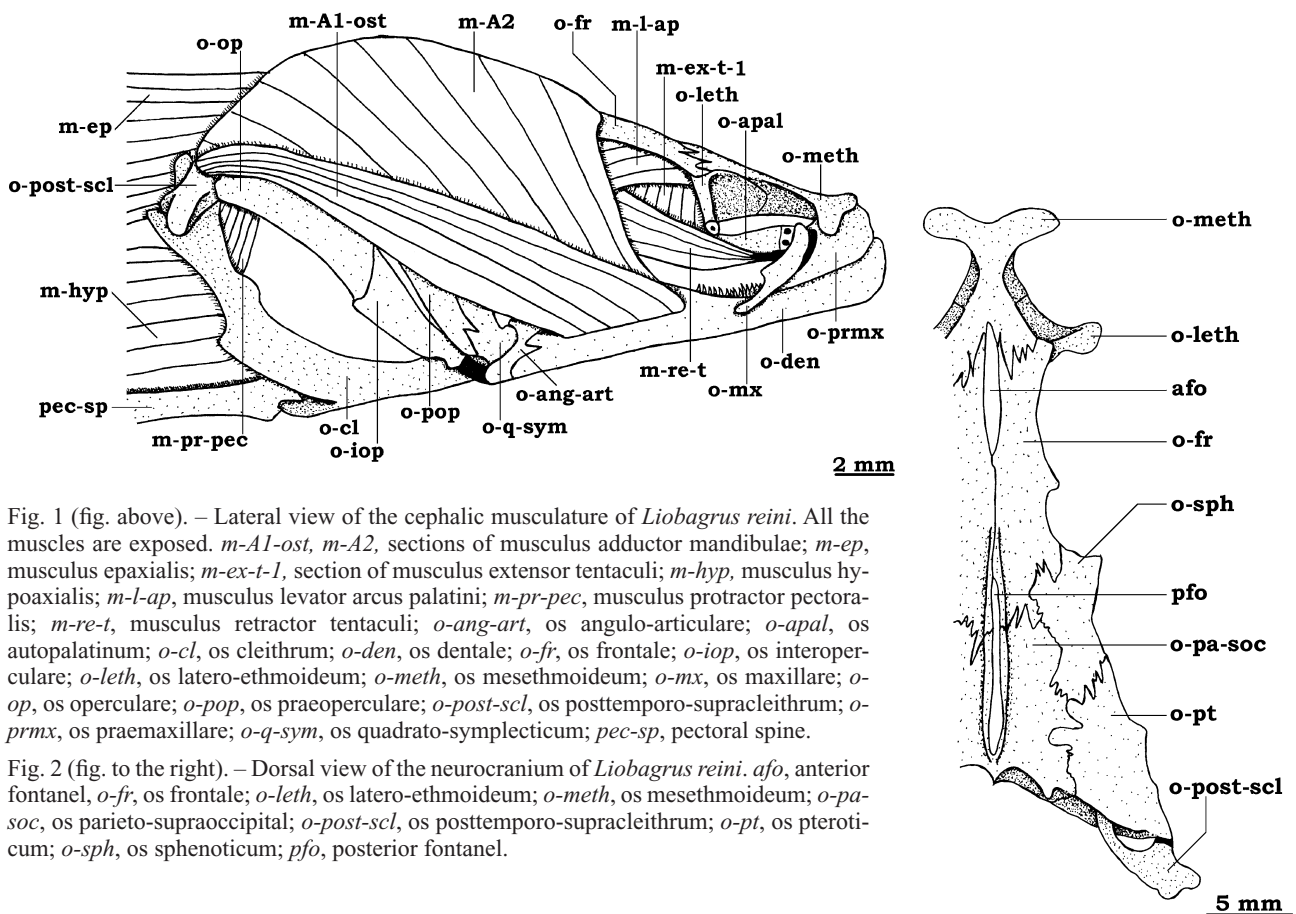 m-A1-ost
m-A2
o-fr
m-l-ap
o-op
m-ex-t-1
o-leth
o-apal
m-ep
o-meth
o-post-scl
m-hyp
o-prmx
o-den
m-re-t
o-mx
o-ang-art
pec-sp
o-pop
o-q-sym
o-cl
m-pr-pec
o-iop
2 mm
Fig. 1 (fig. above). – Lateral view of the cephalic musculature of Liobagrus reini. All the
muscles are exposed. m-A1-ost, m-A2, sections of musculus adductor mandibulae; m-ep,
musculus epaxialis; m-ex-t-1, section of musculus extensor tentaculi; m-hyp, musculus hy-
poaxialis; m-l-ap, musculus levator arcus palatini; m-pr-pec, musculus protractor pectora-
lis; m-re-t, musculus retractor tentaculi; o-ang-art, os angulo-articulare; o-apal, os
autopalatinum; o-cl, os cleithrum; o-den, os dentale; o-fr, os frontale; o-iop, os interoper-
culare; o-leth, os latero-ethmoideum; o-meth, os mesethmoideum; o-mx, os maxillare; o-
op, os operculare; o-pop, os praeoperculare; o-post-scl, os posttemporo-supracleithrum; o-
prmx, os praemaxillare; o-q-sym, os quadrato-symplecticum; pec-sp, pectoral spine.
Fig. 2 (fig. to the right). – Dorsal view of the neurocranium of Liobagrus reini. afo, anterior
fontanel, o-fr, os frontale; o-leth, os latero-ethmoideum; o-meth, os mesethmoideum; o-pa-
soc, os parieto-supraoccipital; o-post-scl, os posttemporo-supracleithrum; o-pt, os pteroti-
cum; o-sph, os sphenoticum; pfo, posterior fontanel.
o-meth
o-leth
afo
o-fr
o-sph
pfo
o-pa-soc
o-pt
o-post-scl
5 mm